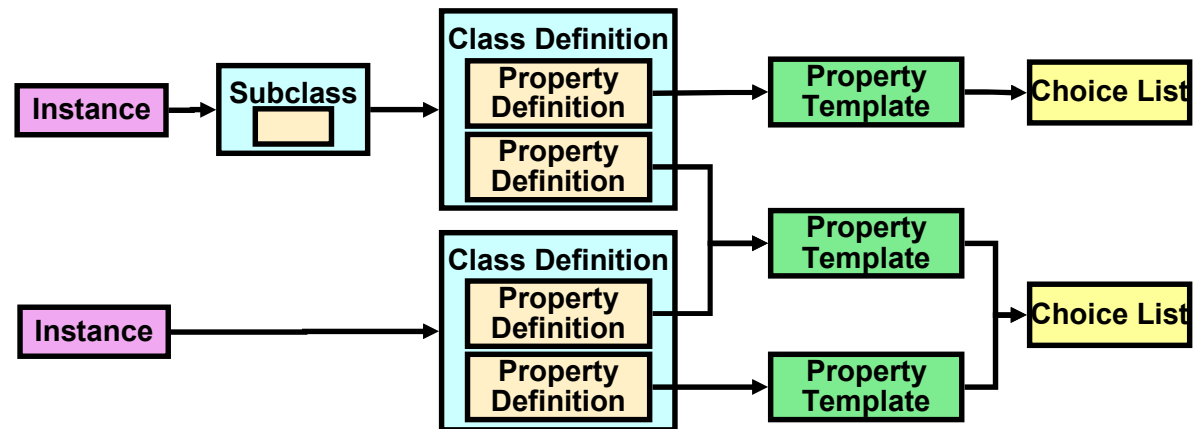 Class Definition
Property
Definition
Property
Definition
Instance
Subclass
Property
Template
Choice List
Property
Template
Class Definition
Property
Definition
Property
Definition
Instance
Choice List
Property
Template